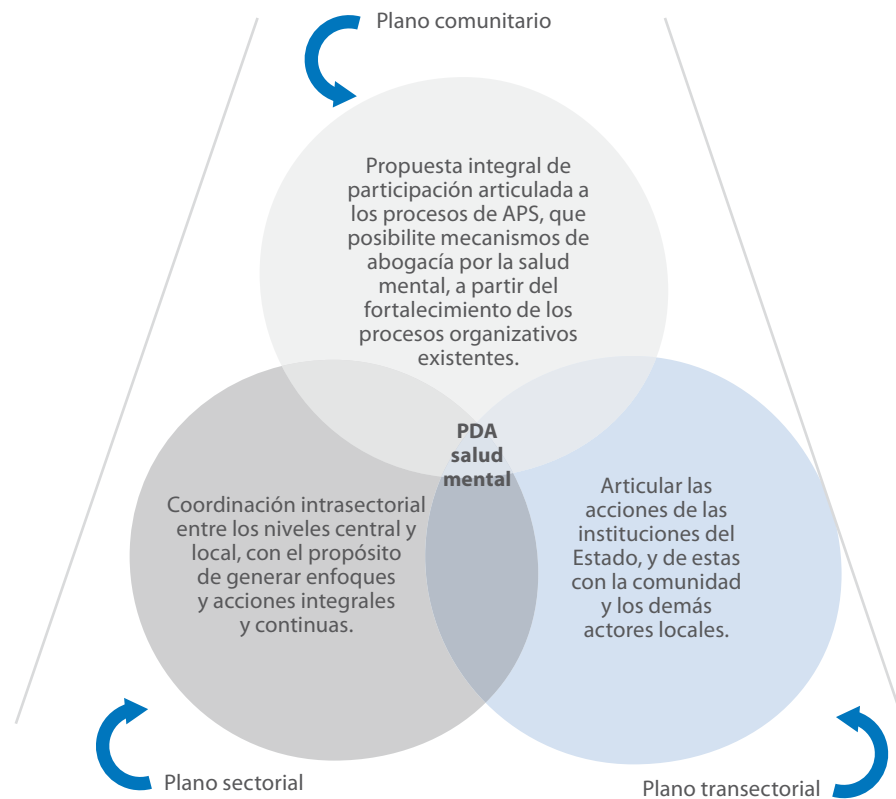 Plano comunitario
Propuesta integral de
participación articulada a
los procesos de APS, que
posibilite mecanismos de
abogacía por la salud
mental, a partir del
fortalecimiento de los
procesos organizativos
existentes.
PDA
salud
mental
Coordinación intrasectorial
entre los niveles central y
local, con el propósito
de generar enfoques
y acciones integrales
y continuas.
Articular las
acciones de las
instituciones del
Estado, y de estas
con la comunidad
y los demás
actores locales.
Plano sectorial
Plano transectorial